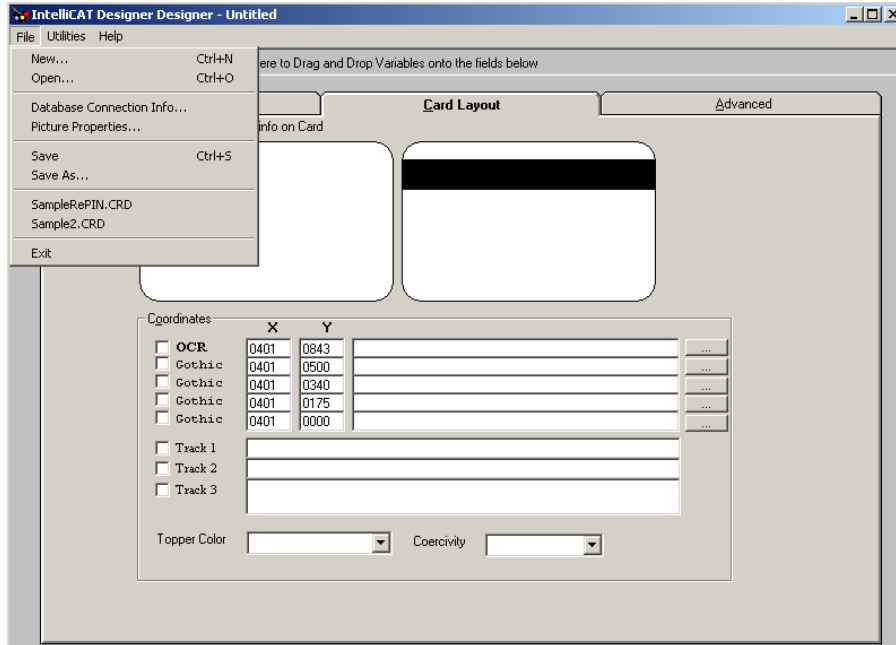 IntelliCAT Designer Designer - Untitled
File Utilities Help
New... Ctrl+N
Open... Ctrl+O
Database Connection Info...
Picture Properties...
Save Ctrl+S
Save As...
SampleRePIN.CRD
Sample2.CRD
Exit
ere to Drag and Drop Variables onto the fields below
Card Layout Advanced
info on Card
Coordinates
X Y
OCR 0401 0843 ...
Gothic 0401 0500 ...
Gothic 0401 0340 ...
Gothic 0401 0175 ...
Gothic 0401 0000 ...
Track 1
Track 2
Track 3
Topper Color Coercivity